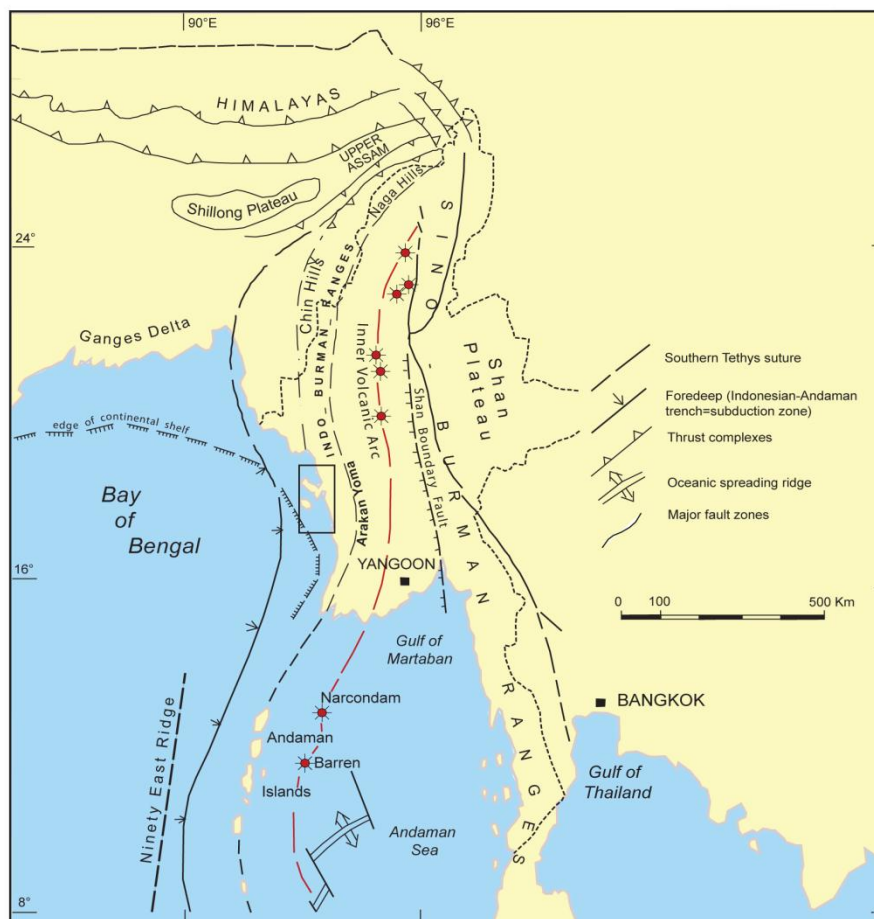 90°E
96°E
HIMALAYAS
UPPER
ASSAM
Shillong Plateau
Naga Hills
24°
Chin Hills
INDO - BURMAN - RANGES
SINO - BURMAN RANGES
Ganges Delta
Inner Volcanic Arc
Shan
Plateau
Shan Boundary Fault
edge of continental shelf
Bay
of
Bengal
Arakan Yoma
16°
YANGOON
Gulf of
Martaban
Narcondam
Andaman
Barren
Islands
Ninety East Ridge
Andaman
Sea
8°
BANGKOK
Gulf of
Thailand
Southern Tethys suture
Foredeep (Indonesian-Andaman
trench=subduction zone)
Thrust complexes
Oceanic spreading ridge
Major fault zones
0 100 500 Km